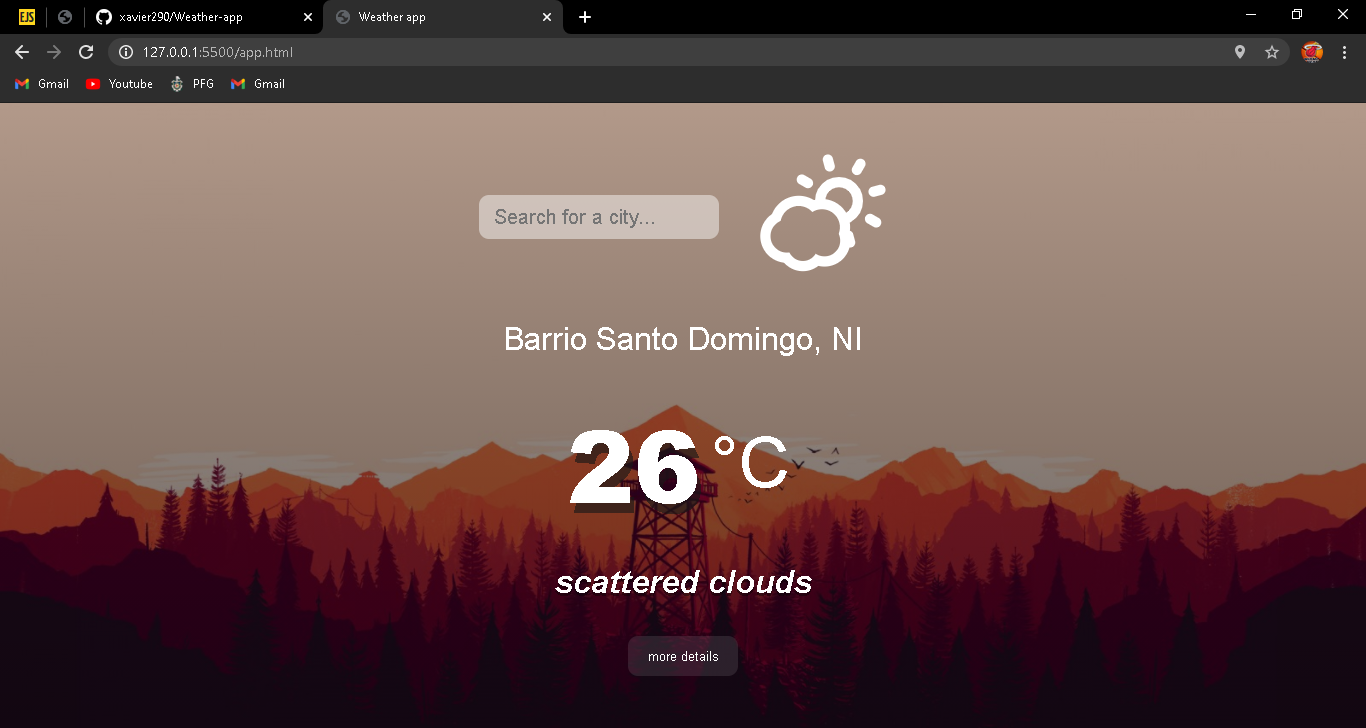 EJS
xavier290/Weather-app
Weather app
127.0.0.1:5500/app.html
Gmail
Youtube
PFG
Gmail
Search for a city...
Barrio Santo Domingo, NI
26 °C
scattered clouds
more details